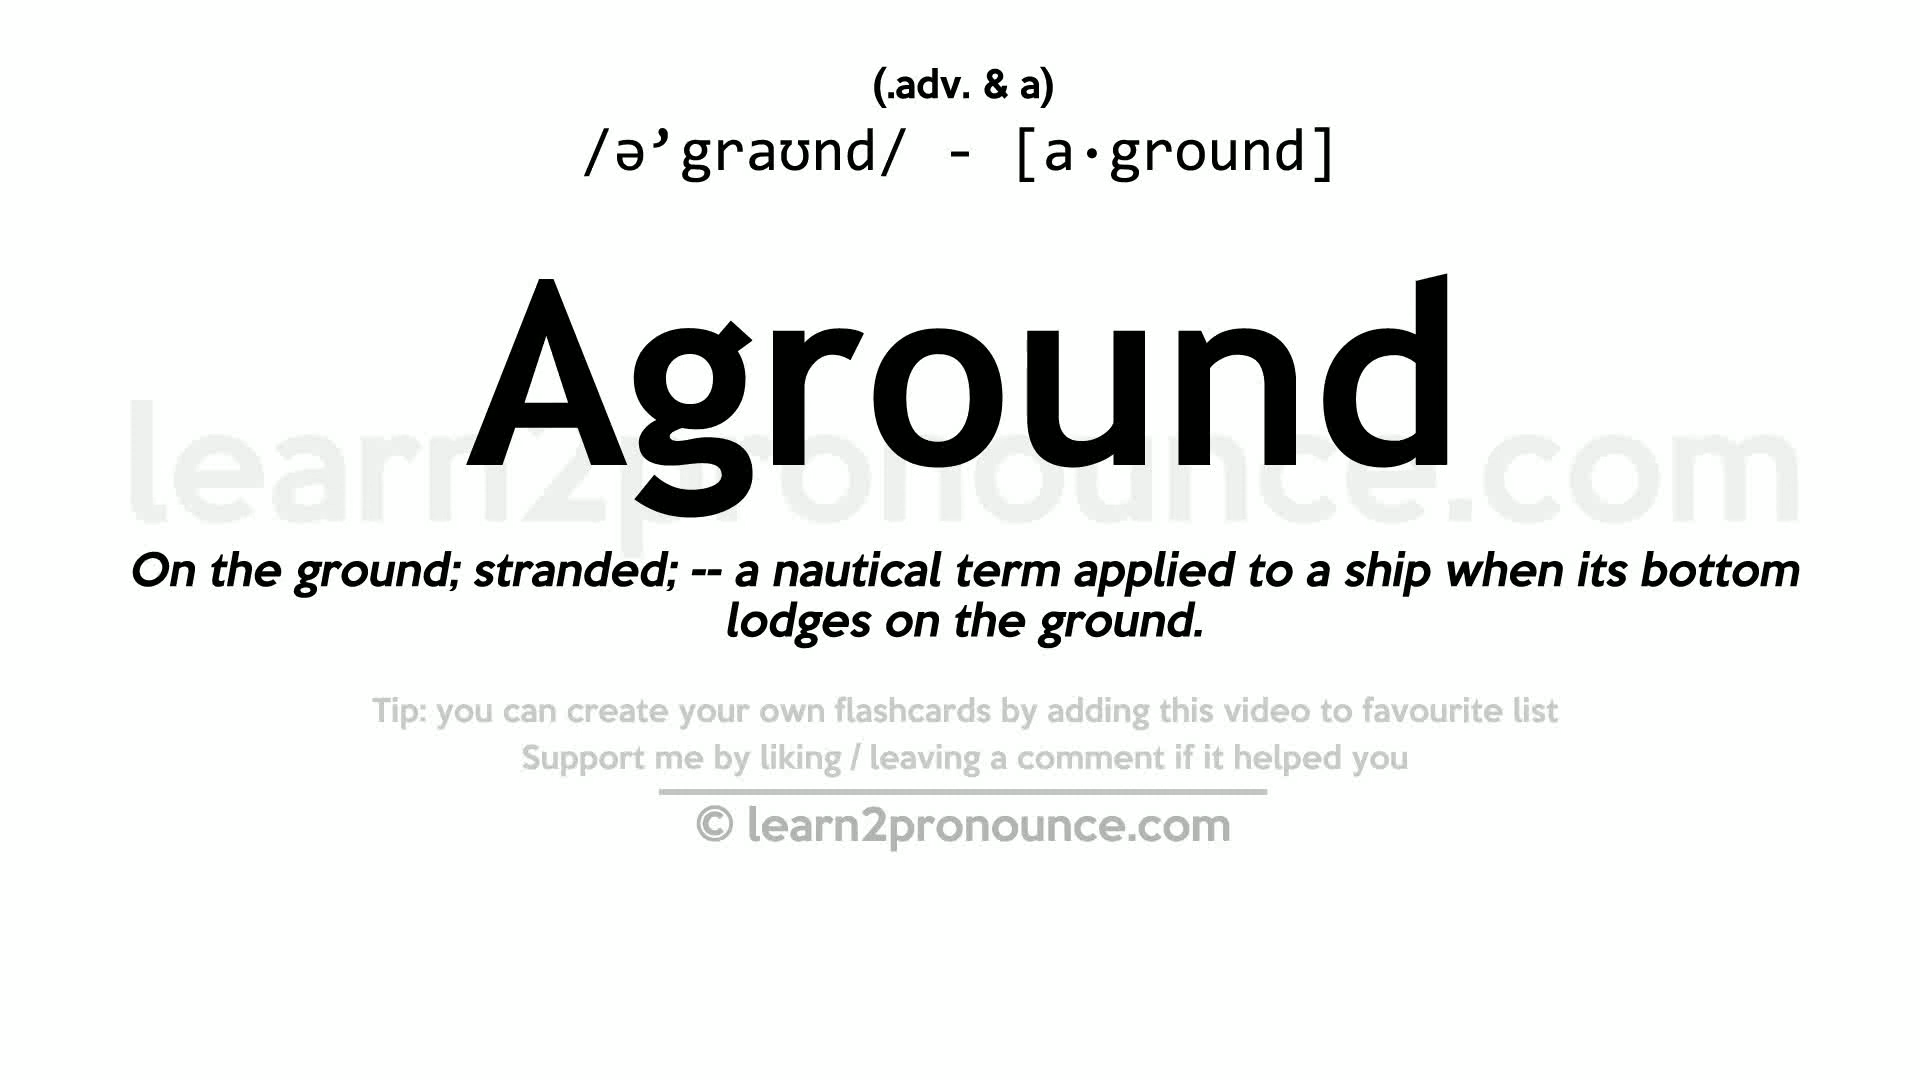 (.adv. & a)
/ə’graʊnd/ - [a·ground]
Aground
learn2pronounce.com
On the ground; stranded; -- a nautical term applied to a ship when its bottom
lodges on the ground.
Tip: you can create your own flashcards by adding this video to favourite list
Support me by liking / leaving a comment if it helped you
© learn2pronounce.com